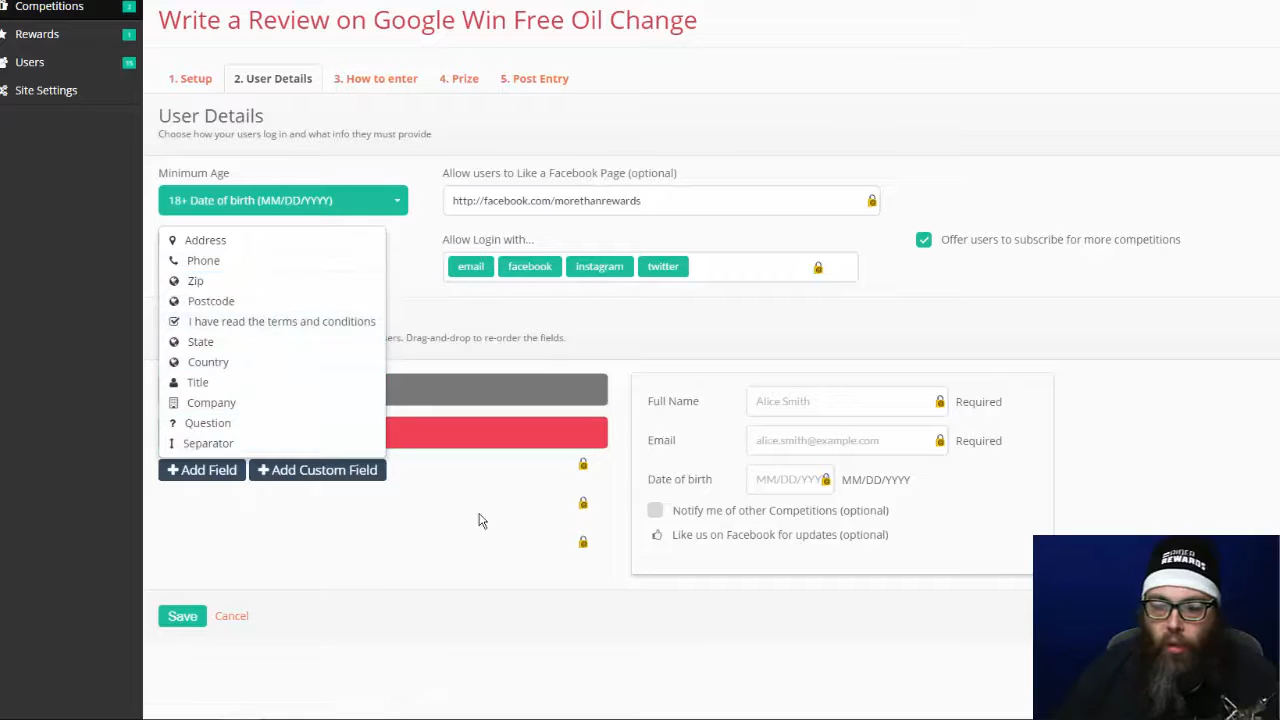 Competitions 2
Write a Review on Google Win Free Oil Change
Rewards 1
Users 15
Site Settings
1. Setup 2. User Details 3. How to enter 4. Prize 5. Post Entry
User Details
Choose how your users log in and what info they must provide
Minimum Age
18+ Date of birth (MM/DD/YYYY)
Allow users to Like a Facebook Page (optional)
http://facebook.com/morethanrewards
Allow Login with...
email facebook instagram twitter
Offer users to subscribe for more competitions
Address
Phone
Zip
Postcode
I have read the terms and conditions
State
Country
Title
Company
Question
Separator
Drag-and-drop to re-order the fields.
+ Add Field + Add Custom Field
Full Name Alice Smith Required
Email alice.smith@example.com Required
Date of birth MM/DD/YYY MM/DD/YYYY
Notify me of other Competitions (optional)
Like us on Facebook for updates (optional)
Save Cancel
REWARDS